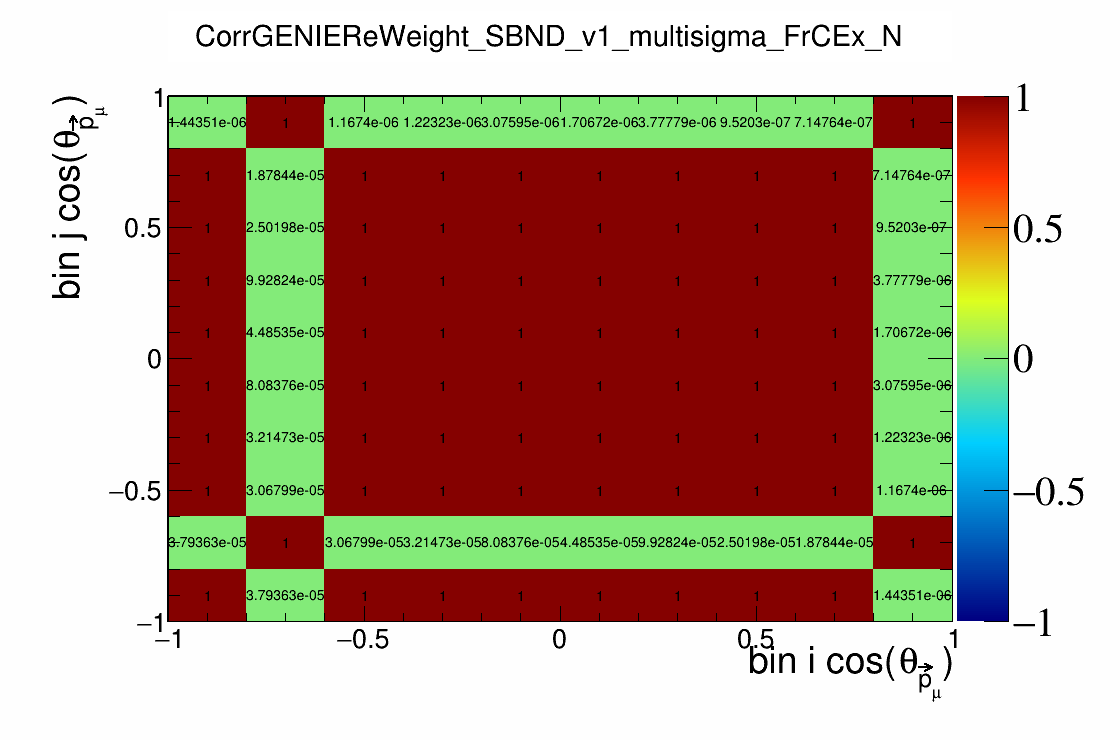 CorrGENIEReWeight_SBND_v1_multisigma_FrCEx_N
bin j cos(θ_p⃗_μ)
1
0.5
0
−0.5
−1
1.44351e-06 1 1.1674e-06 1.22323e-06 3.07595e-06 1.70672e-06 3.77779e-06 9.5203e-07 7.14764e-07 1
1 1.87844e-05 1 1 1 1 1 1 1 7.14764e-07
1 2.50198e-05 1 1 1 1 1 1 1 9.5203e-07
1 9.92824e-05 1 1 1 1 1 1 1 3.77779e-06
1 4.48535e-05 1 1 1 1 1 1 1 1.70672e-06
1 8.08376e-05 1 1 1 1 1 1 1 3.07595e-06
1 3.21473e-05 1 1 1 1 1 1 1 1.22323e-06
1 3.06799e-05 1 1 1 1 1 1 1 1.1674e-06
3.79363e-05 1 3.06799e-05 3.21473e-05 8.08376e-05 4.48535e-05 9.92824e-05 2.50198e-05 1.87844e-05 1
1 3.79363e-05 1 1 1 1 1 1 1 1.44351e-06
−1 −0.5 0 0.5 1
bin i cos(θ_p⃗_μ)
1
0.5
0
−0.5
−1